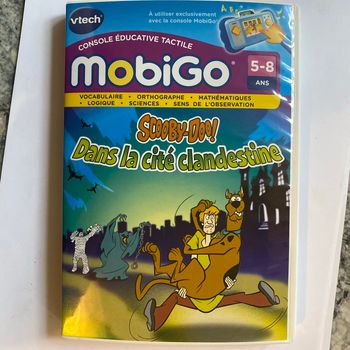 vtech
À utiliser exclusivement
avec la console MobiGo
CONSOLE ÉDUCATIVE TACTILE
MOBIGO
5-8
ANS
VOCABULAIRE • ORTHOGRAPHE • MATHÉMATIQUES
• LOGIQUE • SCIENCES • SENS DE L'OBSERVATION
SCOOBY-DOO!
Dans la cité clandestine